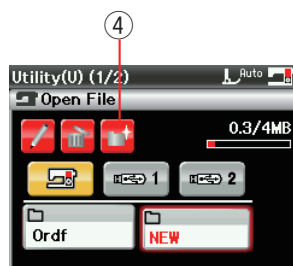 ④
Utility(U) (1/2) Auto
Open File
0.3/4MB
1 2
Ordf NEW